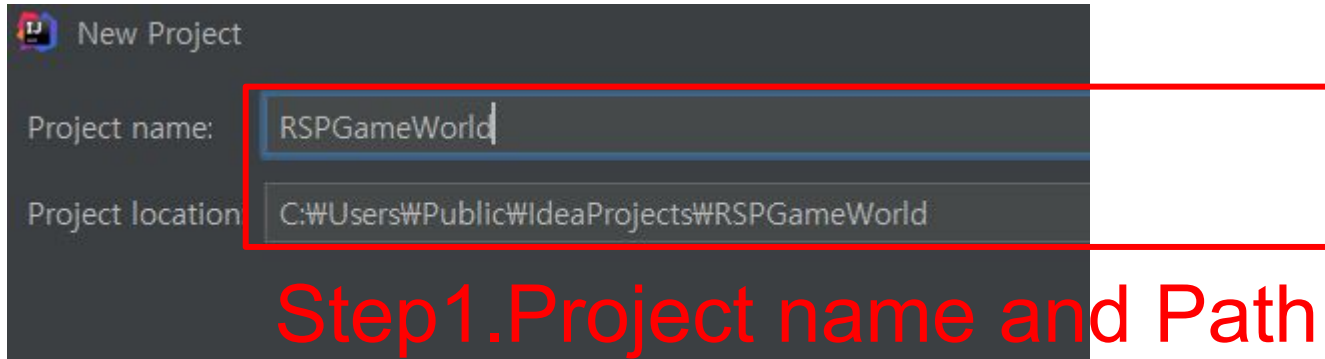 New Project
Project name: RSPGameWorld
Project location C:₩Users₩Public₩IdeaProjects₩RSPGameWorld
Step1.Project name and Path